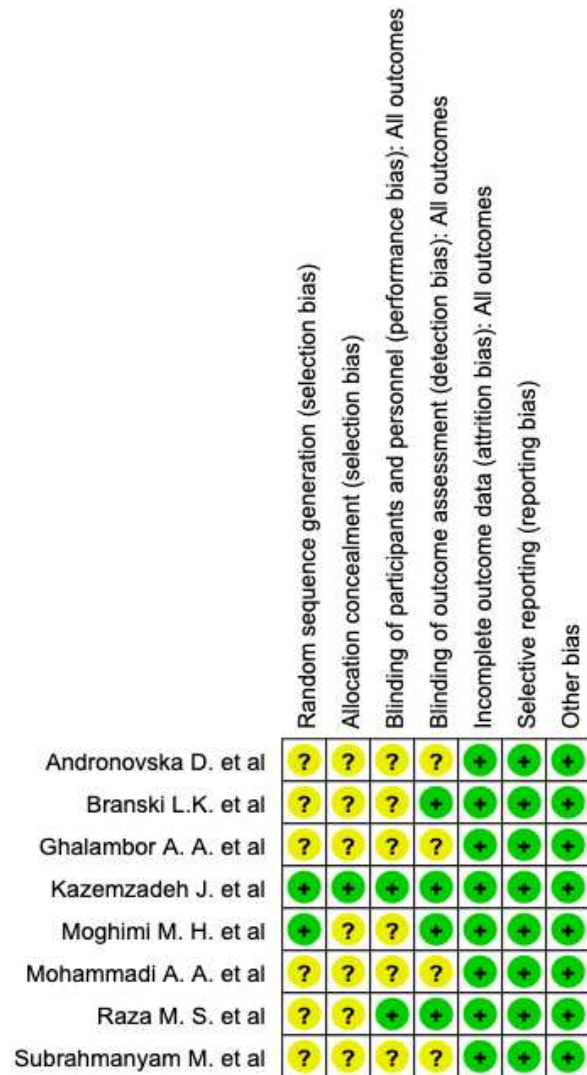 Random sequence generation (selection bias)
Allocation concealment (selection bias)
Blinding of participants and personnel (performance bias): All outcomes
Blinding of outcome assessment (detection bias): All outcomes
Incomplete outcome data (attrition bias): All outcomes
Selective reporting (reporting bias)
Other bias
Andronovska D. et al ? ? ? ? + + +
Branski L.K. et al ? ? ? + + + +
Ghalambor A. A. et al ? ? ? ? + + +
Kazemzadeh J. et al + + + + + + +
Moghimi M. H. et al + ? ? + + + +
Mohammadi A. A. et al ? ? ? ? + + +
Raza M. S. et al ? ? + + + + +
Subrahmanyam M. et al ? ? ? ? + + +